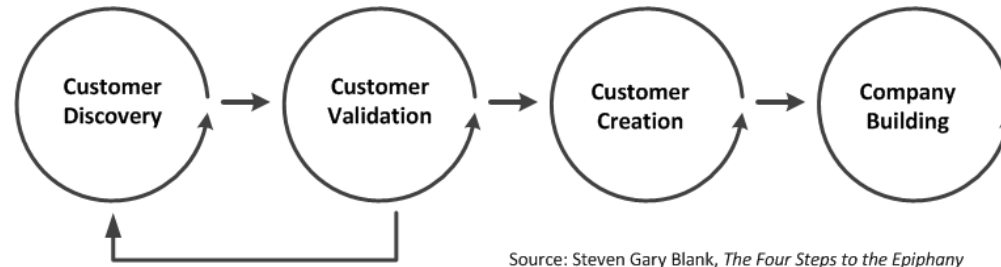 Customer
Discovery
Customer
Validation
Customer
Creation
Company
Building
Source: Steven Gary Blank, The Four Steps to the Epiphany